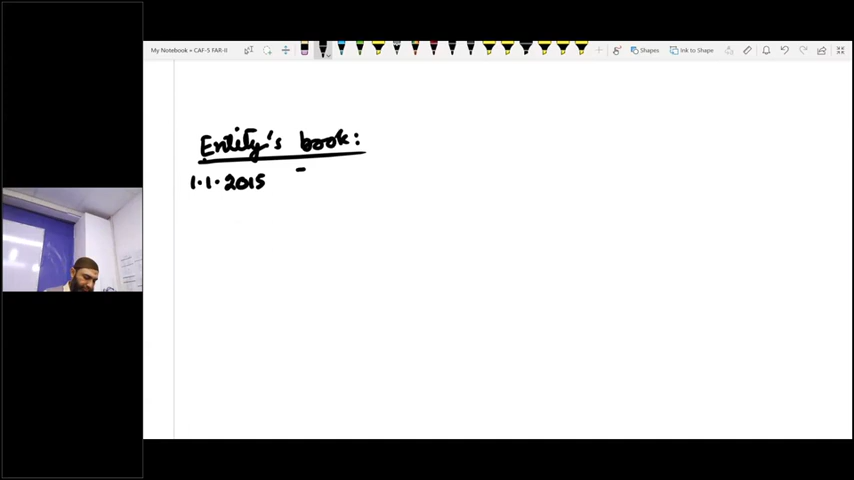 My Notebook • CAF-5 FAR-II
Shapes
Ink to Shape
Entity's book:
1.1.2015